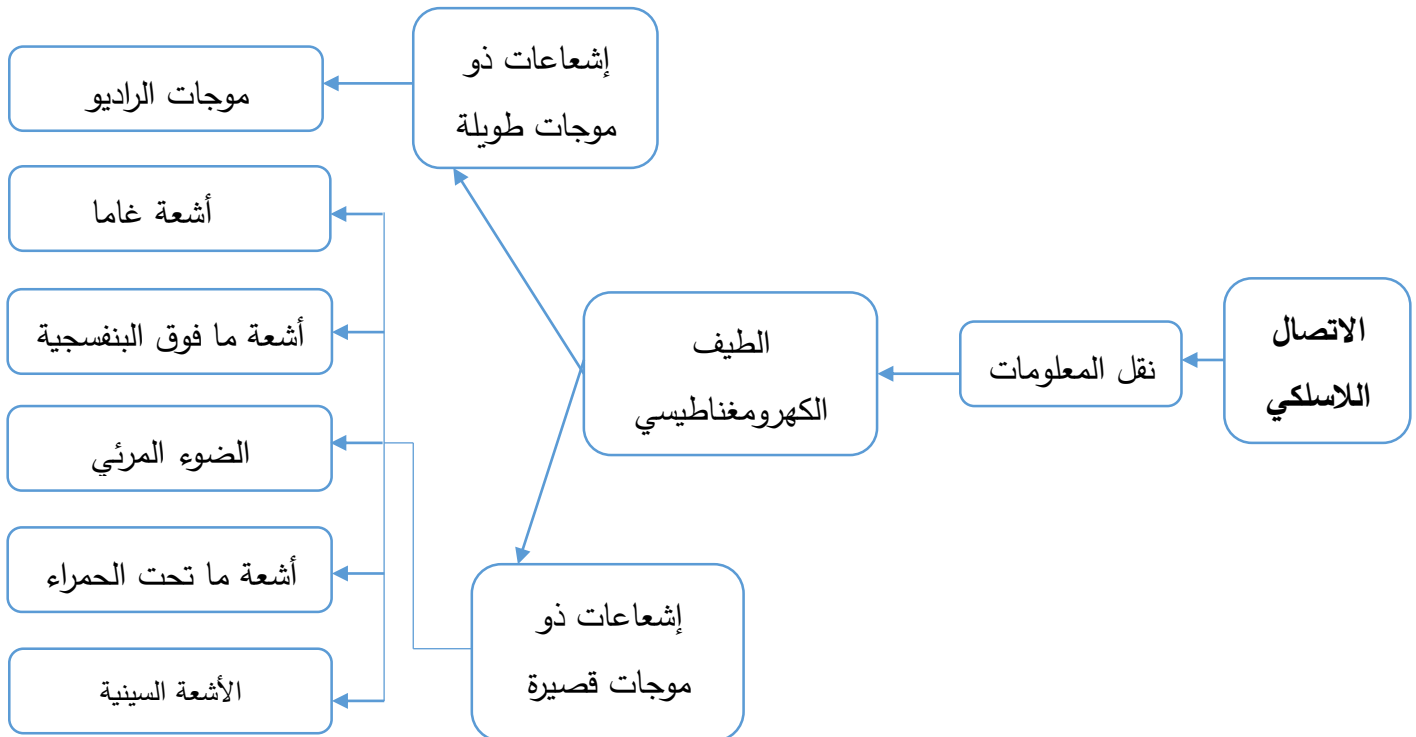 الاتصال
اللاسلكي
نقل المعلومات
الطيف
الكهرومغناطيسي
إشعاعات ذو
موجات طويلة
موجات الراديو
إشعاعات ذو
موجات قصيرة
أشعة غاما
أشعة ما فوق البنفسجية
الضوء المرئي
أشعة ما تحت الحمراء
الأشعة السينية